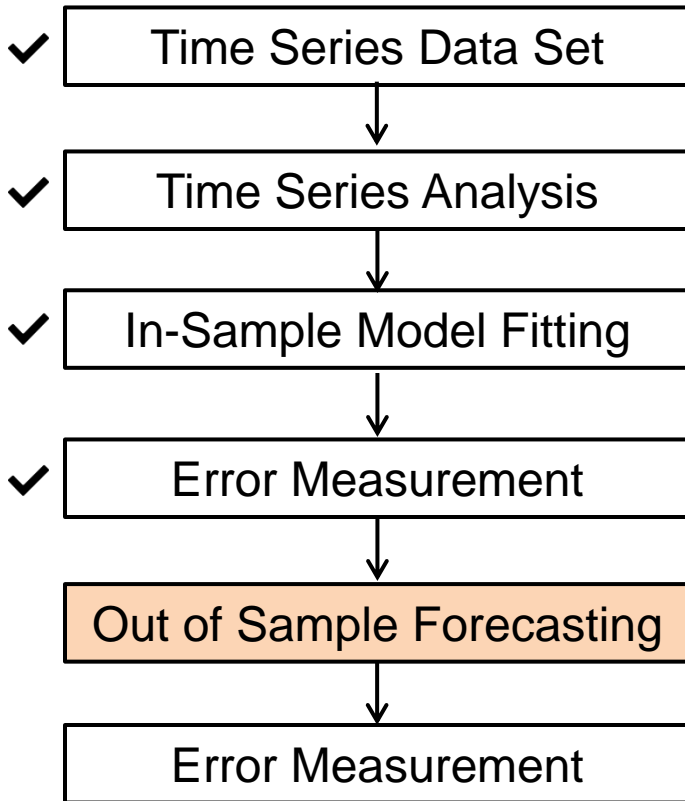 Time Series Data Set
Time Series Analysis
In-Sample Model Fitting
Error Measurement
Out of Sample Forecasting
Error Measurement